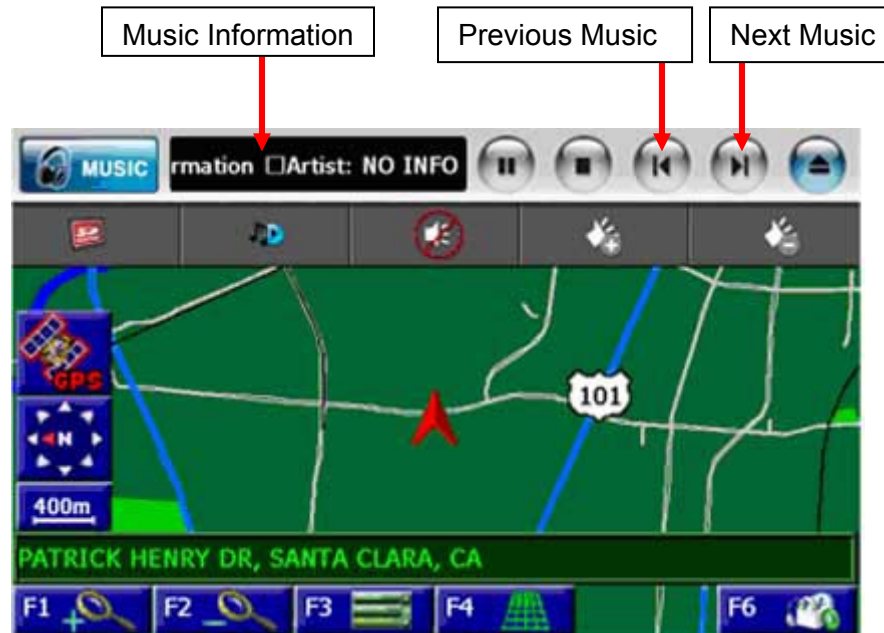 Music Information
Previous Music
Next Music
MUSIC
rmation □Artist: NO INFO
GPS
N
101
400m
PATRICK HENRY DR, SANTA CLARA, CA
F1
F2
F3
F4
F6